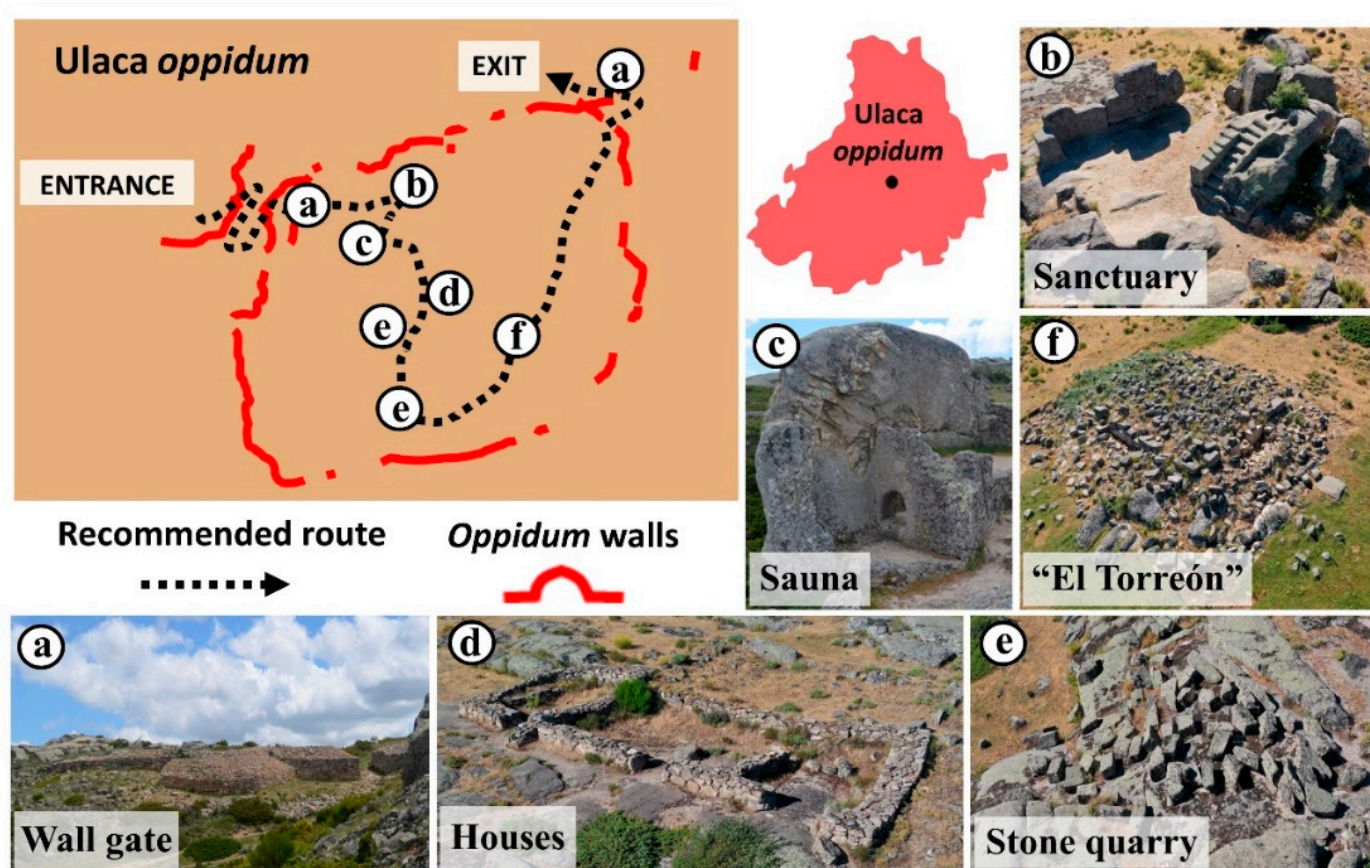 Ulaca oppidum
EXIT
a
ENTRANCE
a
b
c
d
e
f
e
Recommended route
Oppidum walls
Ulaca
oppidum
b
Sanctuary
c
Sauna
f
“El Torreón”
a
Wall gate
d
Houses
e
Stone quarry